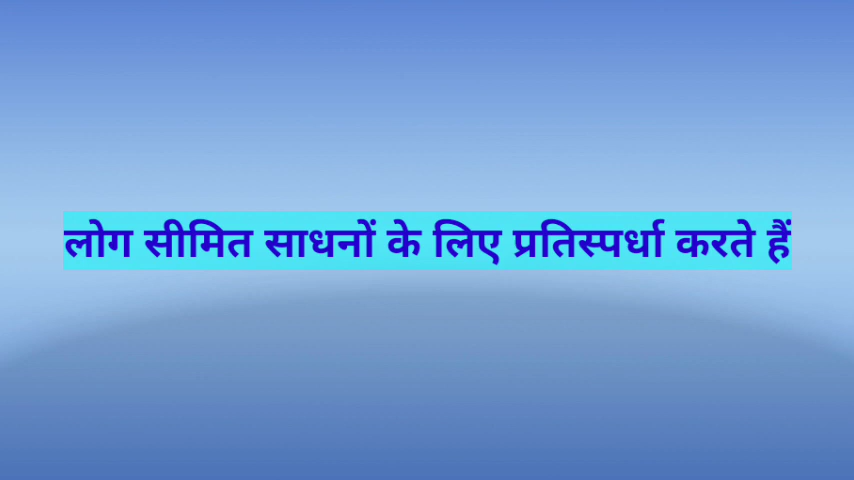 लोग सीमित साधनों के लिए प्रतिस्पर्धा करते हैं